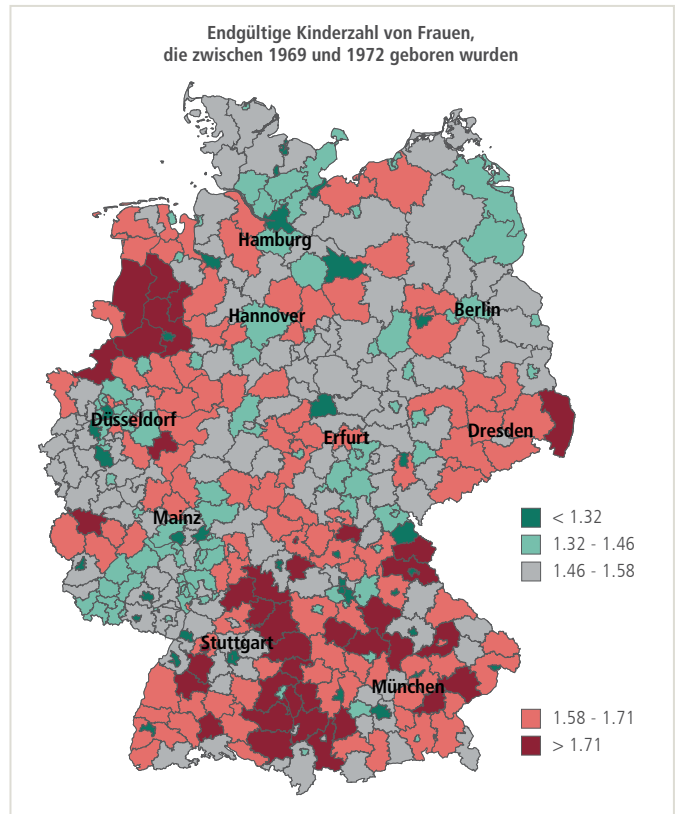 Endgültige Kinderzahl von Frauen,
die zwischen 1969 und 1972 geboren wurden
Hamburg
Hannover
Berlin
Düsseldorf
Erfurt
Dresden
Mainz
< 1.32
1.32 - 1.46
1.46 - 1.58
Stuttgart
München
1.58 - 1.71
> 1.71